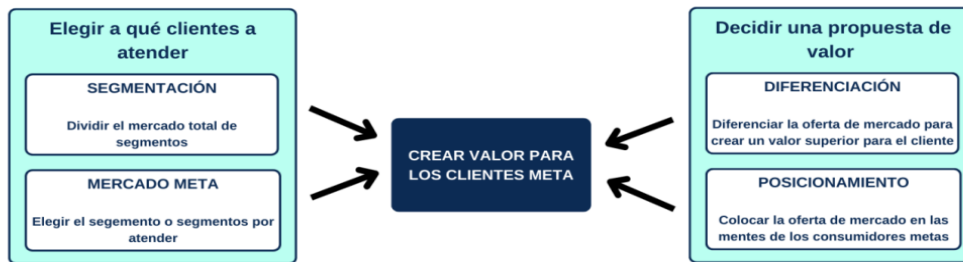 Elegir a qué clientes a
atender
SEGMENTACIÓN
Dividir el mercado total de
segmentos
MERCADO META
Elegir el segemento o segmentos por
atender
CREAR VALOR PARA
LOS CLIENTES META
Decidir una propuesta de
valor
DIFERENCIACIÓN
Diferenciar la oferta de mercado para
crear un valor superior para el cliente
POSICIONAMIENTO
Colocar la oferta de mercado en las
mentes de los consumidores metas